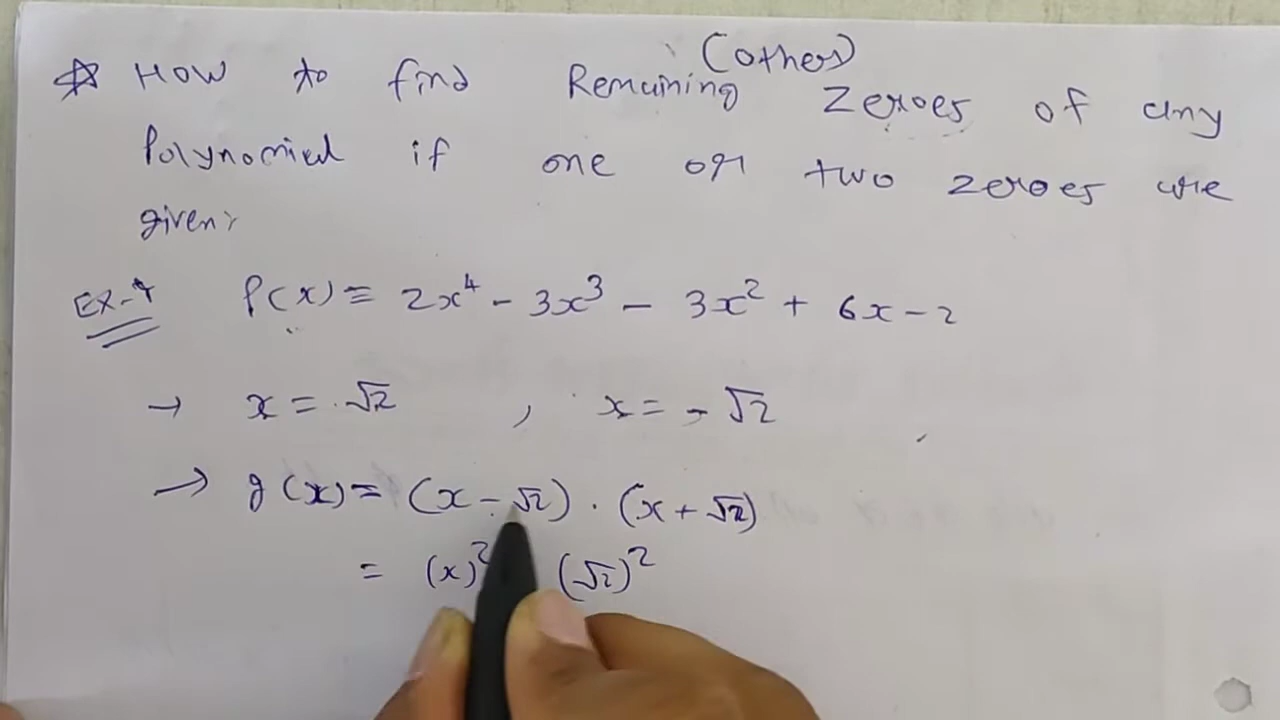 (other)
☆ How to find Remaining Zeroes of any
Polynomial if one or two zeroes are
given:
Ex-4 P(x) = 2x⁴ - 3x³ - 3x² + 6x - 2
→ x = √2 , x = -√2
→ g(x) = (x - √2) · (x + √2)
= (x)² (√2)²